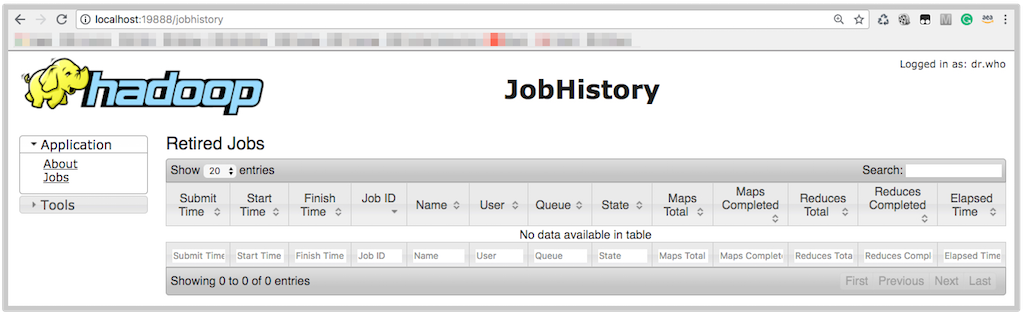 localhost:19888/jobhistory
Logged in as: dr.who
hadoop
JobHistory
Application
About
Jobs
Tools
Retired Jobs
Show 20 entries
Search:
Submit Time Start Time Finish Time Job ID Name User Queue State Maps Total Maps Completed Reduces Total Reduces Completed Elapsed Time
No data available in table
Submit Time Start Time Finish Time Job ID Name User Queue State Maps Total Maps Complet Reduces Tota Reduces Compl Elapsed Time
Showing 0 to 0 of 0 entries
First Previous Next Last